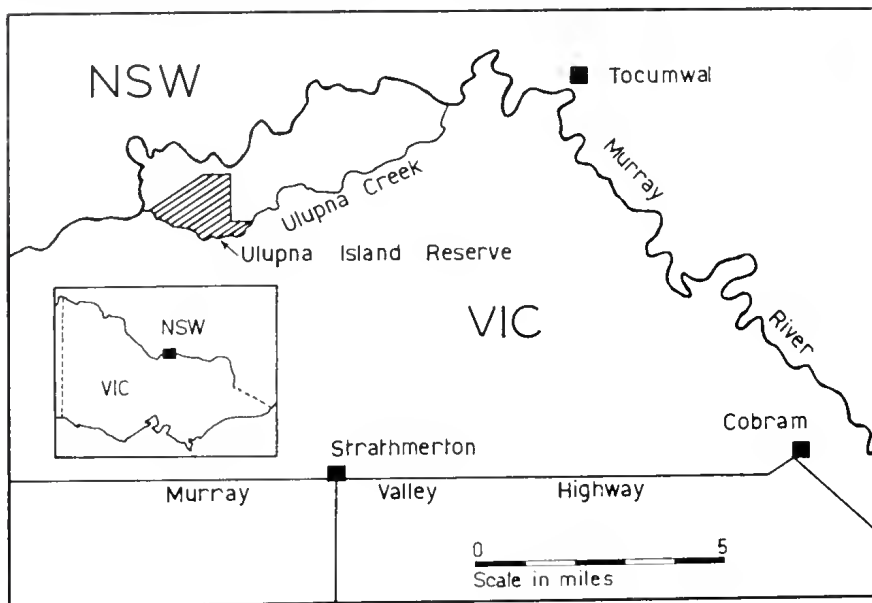 NSW
Tocumwal
Murray
River
Ulupna Creek
Ulupna Island Reserve
VIC
NSW
VIC
Strathmerton
Cobram
Murray Valley Highway
0 5
Scale in miles